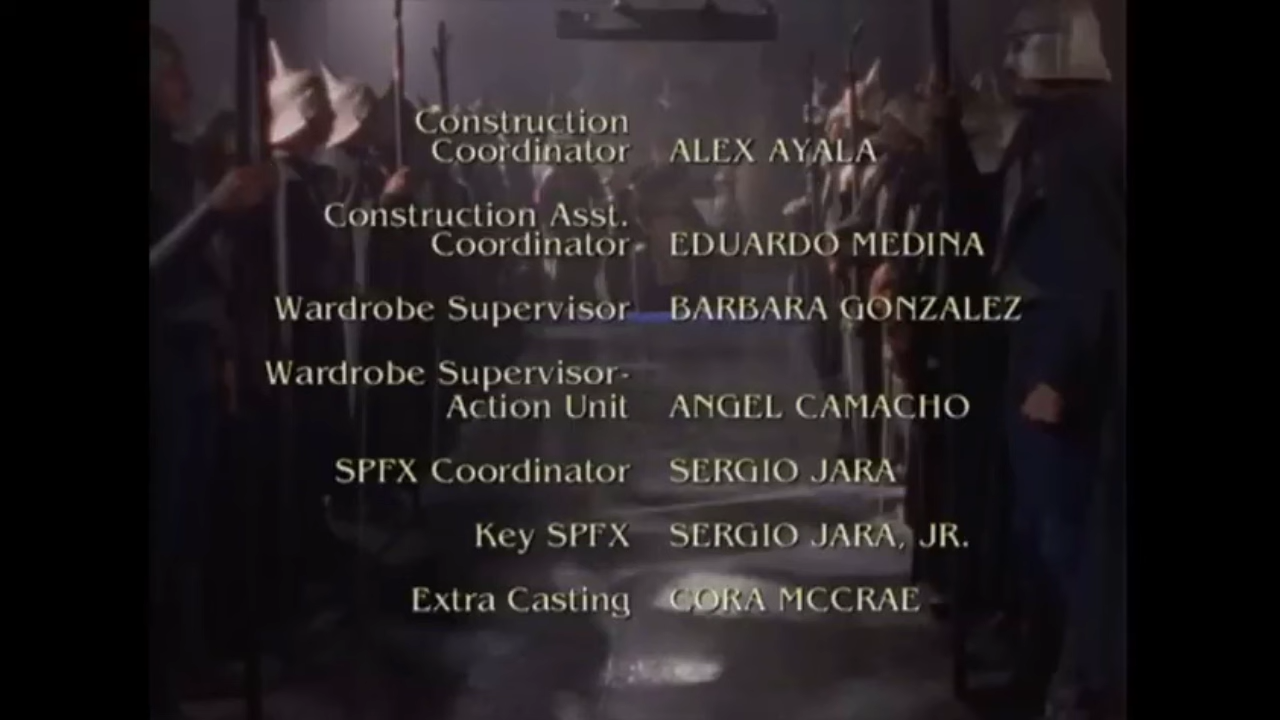 Construction
Coordinator ALEX AYALA
Construction Asst.
Coordinator EDUARDO MEDINA
Wardrobe Supervisor BARBARA GONZALEZ
Wardrobe Supervisor-
Action Unit ANGEL CAMACHO
SPFX Coordinator SERGIO JARA
Key SPFX SERGIO JARA, JR.
Extra Casting CORA MCCRAE